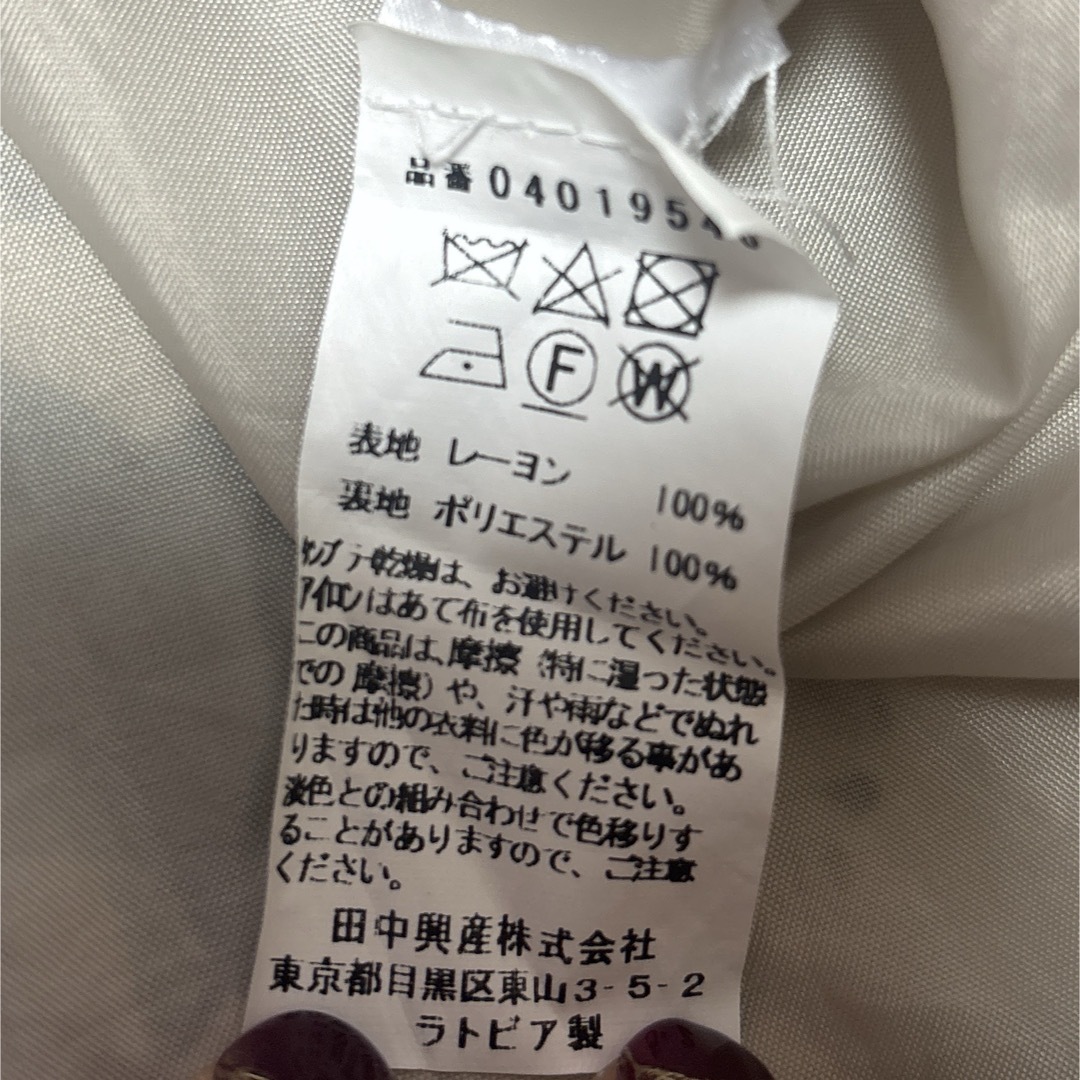 品番 04019548
F
W
表地 レーヨン 100%
裏地 ポリエステル 100%
タンブラー乾燥は、お避けください。
アイロンはあて布を使用してください。
この商品は、摩擦（特に湿った状態
での摩擦）や、汗や雨などでぬれ
た時は他の衣料に色が移る事があ
りますので、ご注意ください。
淡色との組み合わせで色移りす
ることがありますので、ご注意
ください。
田中興産株式会社
東京都目黒区東山3-5-2
ラトビア製